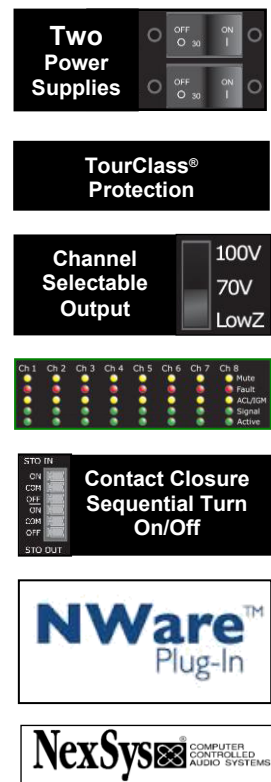 Two
Power
Supplies
OFF ON
O 30 I
OFF ON
O 30 I
TourClass®
Protection
Channel
Selectable
Output
100V
70V
LowZ
Ch 1 Ch 2 Ch 3 Ch 4 Ch 5 Ch 6 Ch 7 Ch 8
Mute
Fault
ACL/IGM
Signal
Active
STO IN
ON
COM
OFF
ON
COM
OFF
STO OUT
Contact Closure
Sequential Turn
On/Off
NWare™
Plug-In
NexSys®
COMPUTER
CONTROLLED
AUDIO SYSTEMS